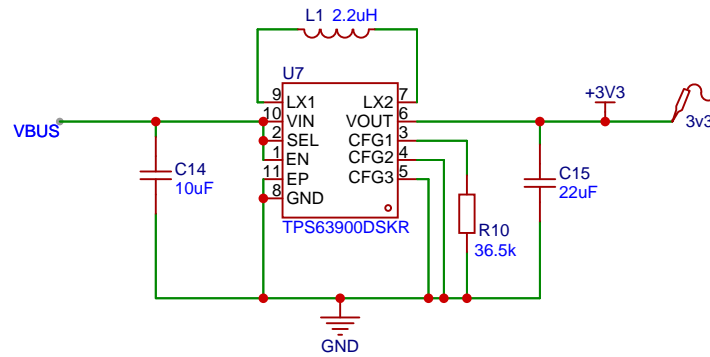 L1 2.2uH
U7
9 LX1 LX2 7
10 VIN VOUT 6
2 SEL CFG1 3
1 EN CFG2 4
11 EP CFG3 5
8 GND
TPS63900DSKR
VBUS
C14
10uF
+3V3
3v3
C15
22uF
R10
36.5k
GND